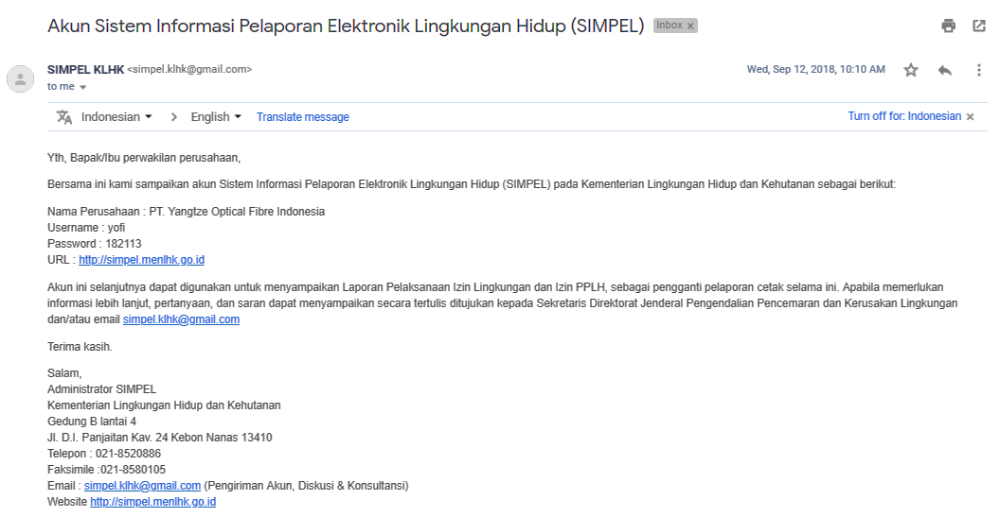 Akun Sistem Informasi Pelaporan Elektronik Lingkungan Hidup (SIMPEL) Inbox x
SIMPEL KLHK <simpel.klhk@gmail.com> Wed, Sep 12, 2018, 10:10 AM
to me
Indonesian > English Translate message Turn off for: Indonesian x
Yth, Bapak/Ibu perwakilan perusahaan,
Bersama ini kami sampaikan akun Sistem Informasi Pelaporan Elektronik Lingkungan Hidup (SIMPEL) pada Kementerian Lingkungan Hidup dan Kehutanan sebagai berikut:
Nama Perusahaan : PT. Yangtze Optical Fibre Indonesia
Username : yofi
Password : 182113
URL : http://simpel.menlhk.go.id
Akun ini selanjutnya dapat digunakan untuk menyampaikan Laporan Pelaksanaan Izin Lingkungan dan Izin PPLH, sebagai pengganti pelaporan cetak selama ini. Apabila memerlukan
informasi lebih lanjut, pertanyaan, dan saran dapat menyampaikan secara tertulis ditujukan kepada Sekretaris Direktorat Jenderal Pengendalian Pencemaran dan Kerusakan Lingkungan
dan/atau email simpel.klhk@gmail.com
Terima kasih.
Salam,
Administrator SIMPEL
Kementerian Lingkungan Hidup dan Kehutanan
Gedung B lantai 4
Jl. D.I. Panjaitan Kav. 24 Kebon Nanas 13410
Telepon : 021-8520886
Faksimile :021-8580105
Email : simpel.klhk@gmail.com (Pengiriman Akun, Diskusi & Konsultansi)
Website http://simpel.menlhk.go.id